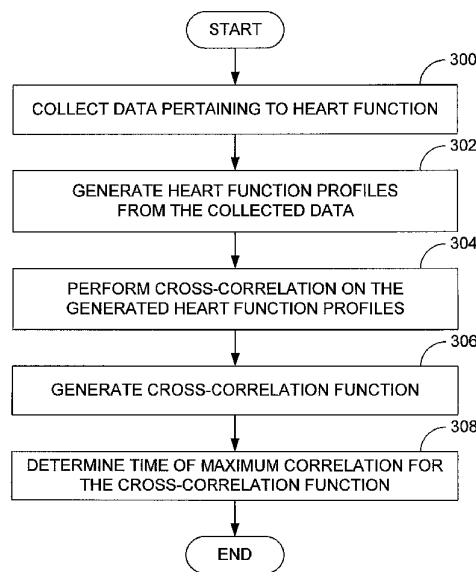 START
300
COLLECT DATA PERTAINING TO HEART FUNCTION
302
GENERATE HEART FUNCTION PROFILES
FROM THE COLLECTED DATA
304
PERFORM CROSS-CORRELATION ON THE
GENERATED HEART FUNCTION PROFILES
306
GENERATE CROSS-CORRELATION FUNCTION
308
DETERMINE TIME OF MAXIMUM CORRELATION FOR
THE CROSS-CORRELATION FUNCTION
END